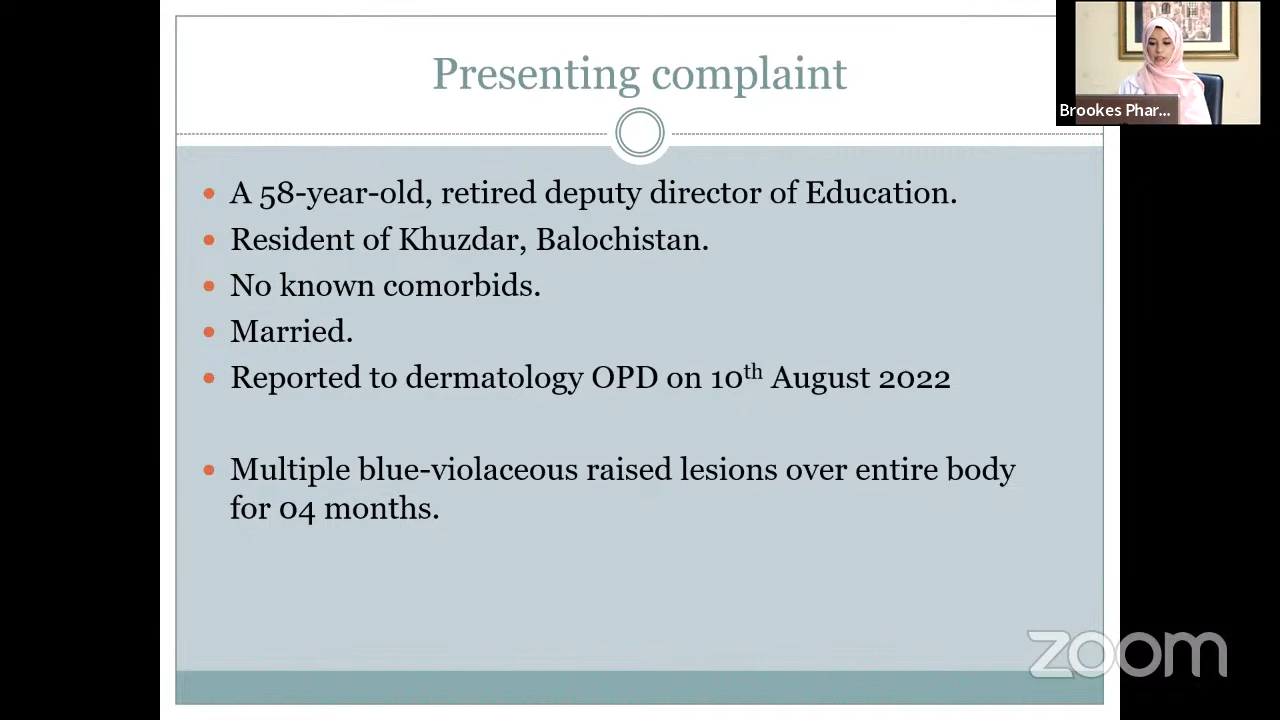 Presenting complaint
Brookes Phar...
A 58-year-old, retired deputy director of Education.
Resident of Khuzdar, Balochistan.
No known comorbids.
Married.
Reported to dermatology OPD on 10th August 2022
Multiple blue-violaceous raised lesions over entire body
for 04 months.
zoom